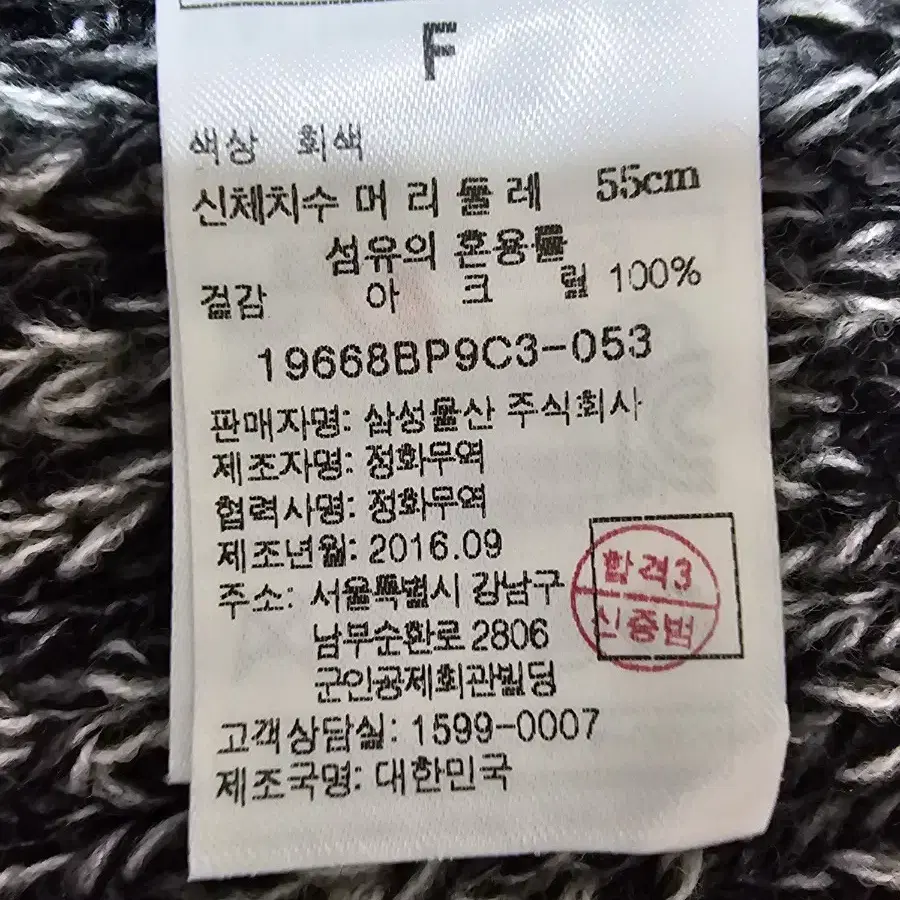 F
색상 회색
신체치수 머 리 둘 레 55cm
섬유의 혼용률
겉감 아 크 릴 100%
19668BP9C3-053
판매자명: 삼성물산 주식회사
제조자명: 정화무역
협력사명: 정화무역
제조년월: 2016.09
합격3
신종범
주소: 서울특별시 강남구
남부순환로 2806
군인공제회관빌딩
고객상담실: 1599-0007
제조국명: 대한민국